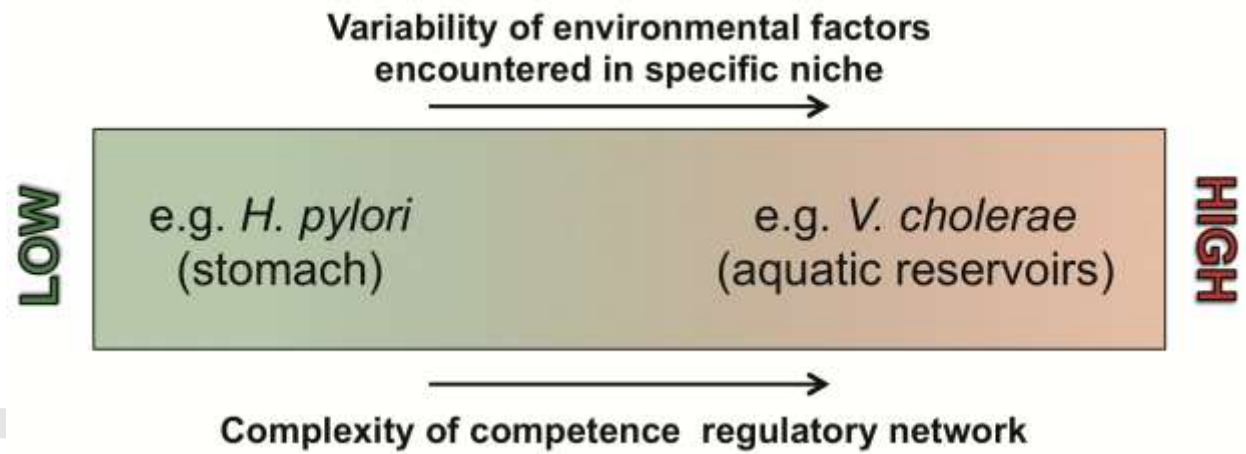 Variability of environmental factors
encountered in specific niche
LOW
e.g. H. pylori
(stomach)
e.g. V. cholerae
(aquatic reservoirs)
HIGH
Complexity of competence regulatory network